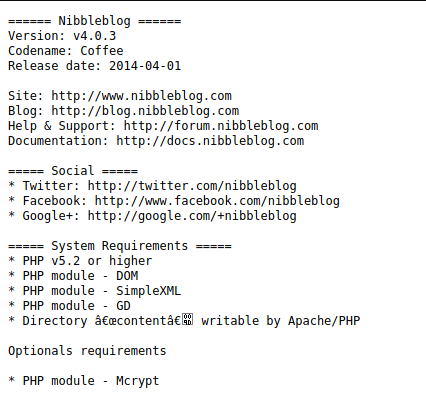 ====== Nibbleblog ======
Version: v4.0.3
Codename: Coffee
Release date: 2014-04-01
Site: http://www.nibbleblog.com
Blog: http://blog.nibbleblog.com
Help & Support: http://forum.nibbleblog.com
Documentation: http://docs.nibbleblog.com
===== Social =====
* Twitter: http://twitter.com/nibbleblog
* Facebook: http://www.facebook.com/nibbleblog
* Google+: http://google.com/+nibbleblog
===== System Requirements =====
* PHP v5.2 or higher
* PHP module - DOM
* PHP module - SimpleXML
* PHP module - GD
* Directory “content†writable by Apache/PHP
Optionals requirements
* PHP module - Mcrypt